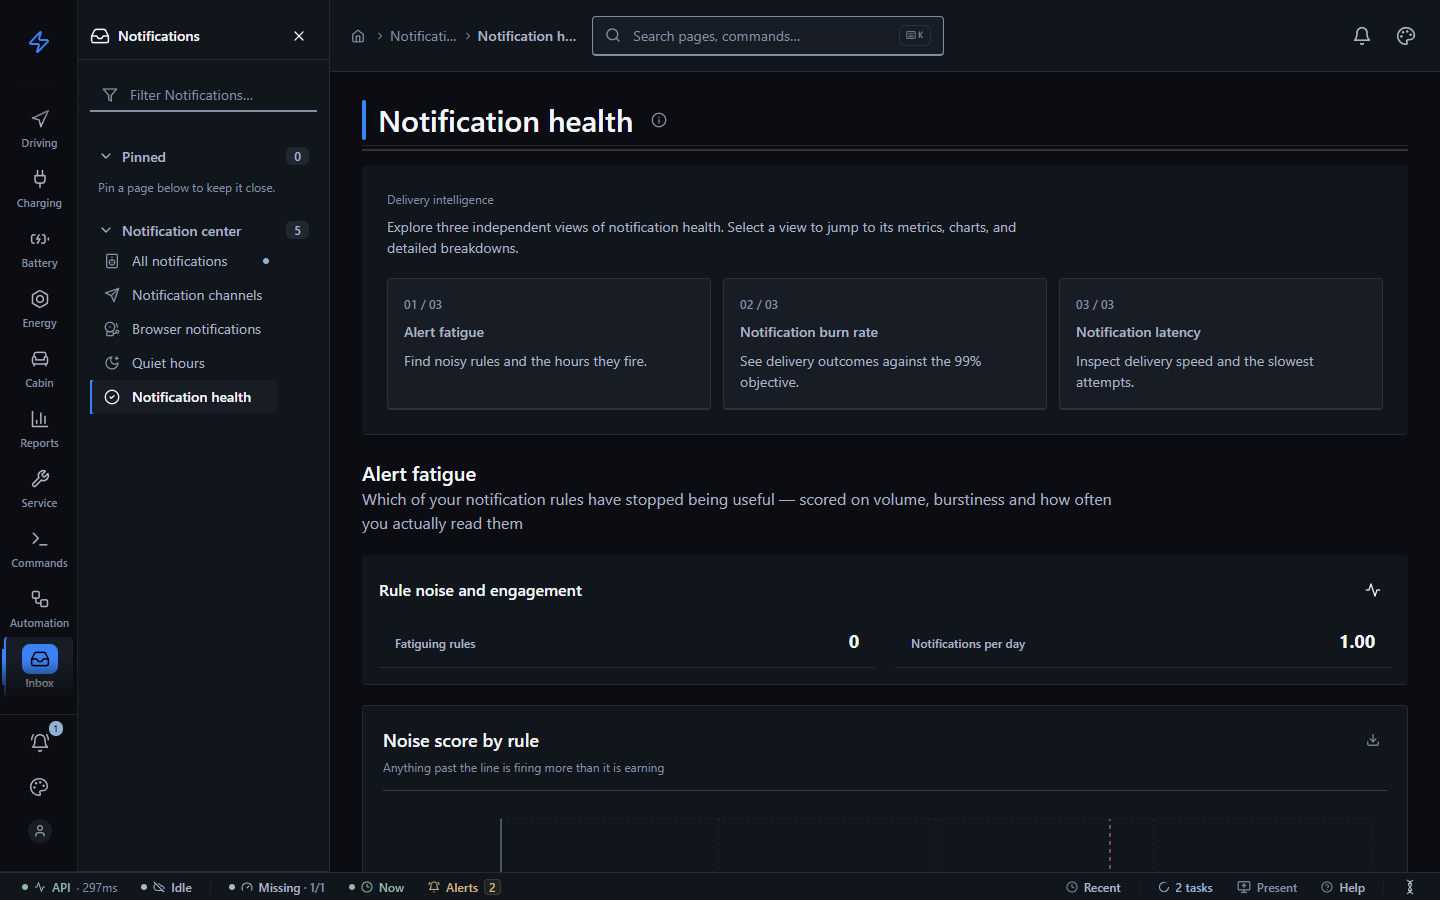 Notifications
Filter Notifications...
Pinned
0
Pin a page below to keep it close.
Notification center
5
All notifications
Notification channels
Browser notifications
Quiet hours
Notification health
Driving
Charging
Battery
Energy
Cabin
Reports
Service
Commands
Automation
Inbox
1
Notificati...
Notification h...
Search pages, commands...
K
Notification health
Delivery intelligence
Explore three independent views of notification health. Select a view to jump to its metrics, charts, and
detailed breakdowns.
01 / 03
Alert fatigue
Find noisy rules and the hours they fire.
02 / 03
Notification burn rate
See delivery outcomes against the 99%
objective.
03 / 03
Notification latency
Inspect delivery speed and the slowest
attempts.
Alert fatigue
Which of your notification rules have stopped being useful — scored on volume, burstiness and how often
you actually read them
Rule noise and engagement
Fatiguing rules
0
Notifications per day
1.00
Noise score by rule
Anything past the line is firing more than it is earning
API · 297ms
Idle
Missing · 1/1
Now
Alerts 2
Recent
2 tasks
Present
Help